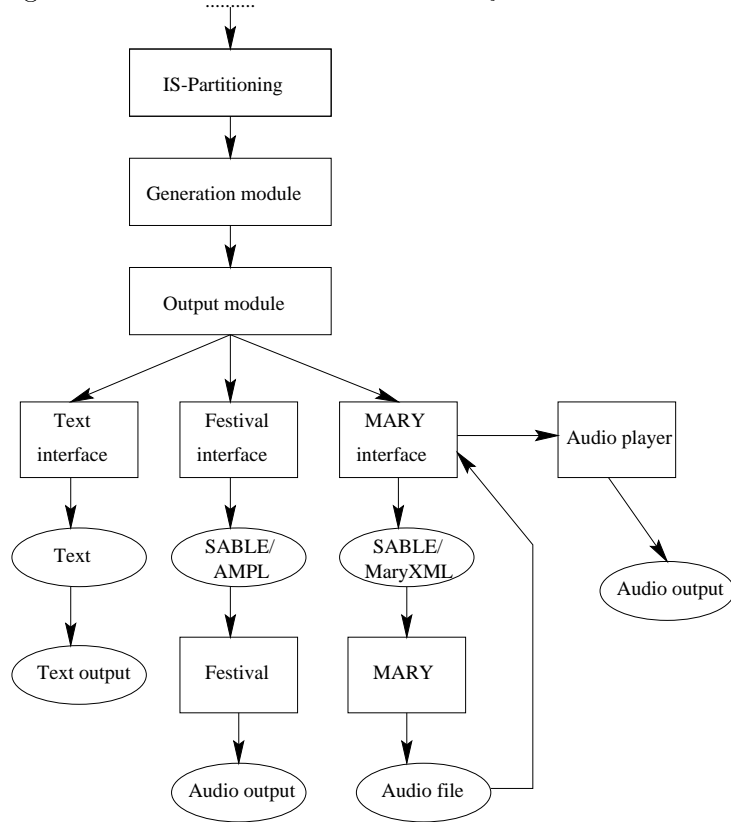 ..........
IS-Partitioning
Generation module
Output module
Text
interface
Festival
interface
MARY
interface
Audio player
Text
SABLE/
AMPL
SABLE/
MaryXML
Audio output
Text output
Festival
MARY
Audio output
Audio file